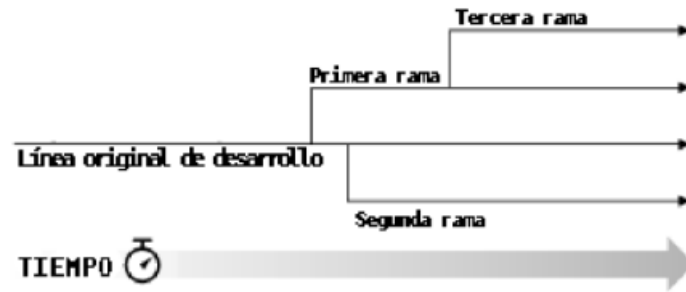 Tercera rama
Primera rama
Línea original de desarrollo
Segunda rama
TIEMPO